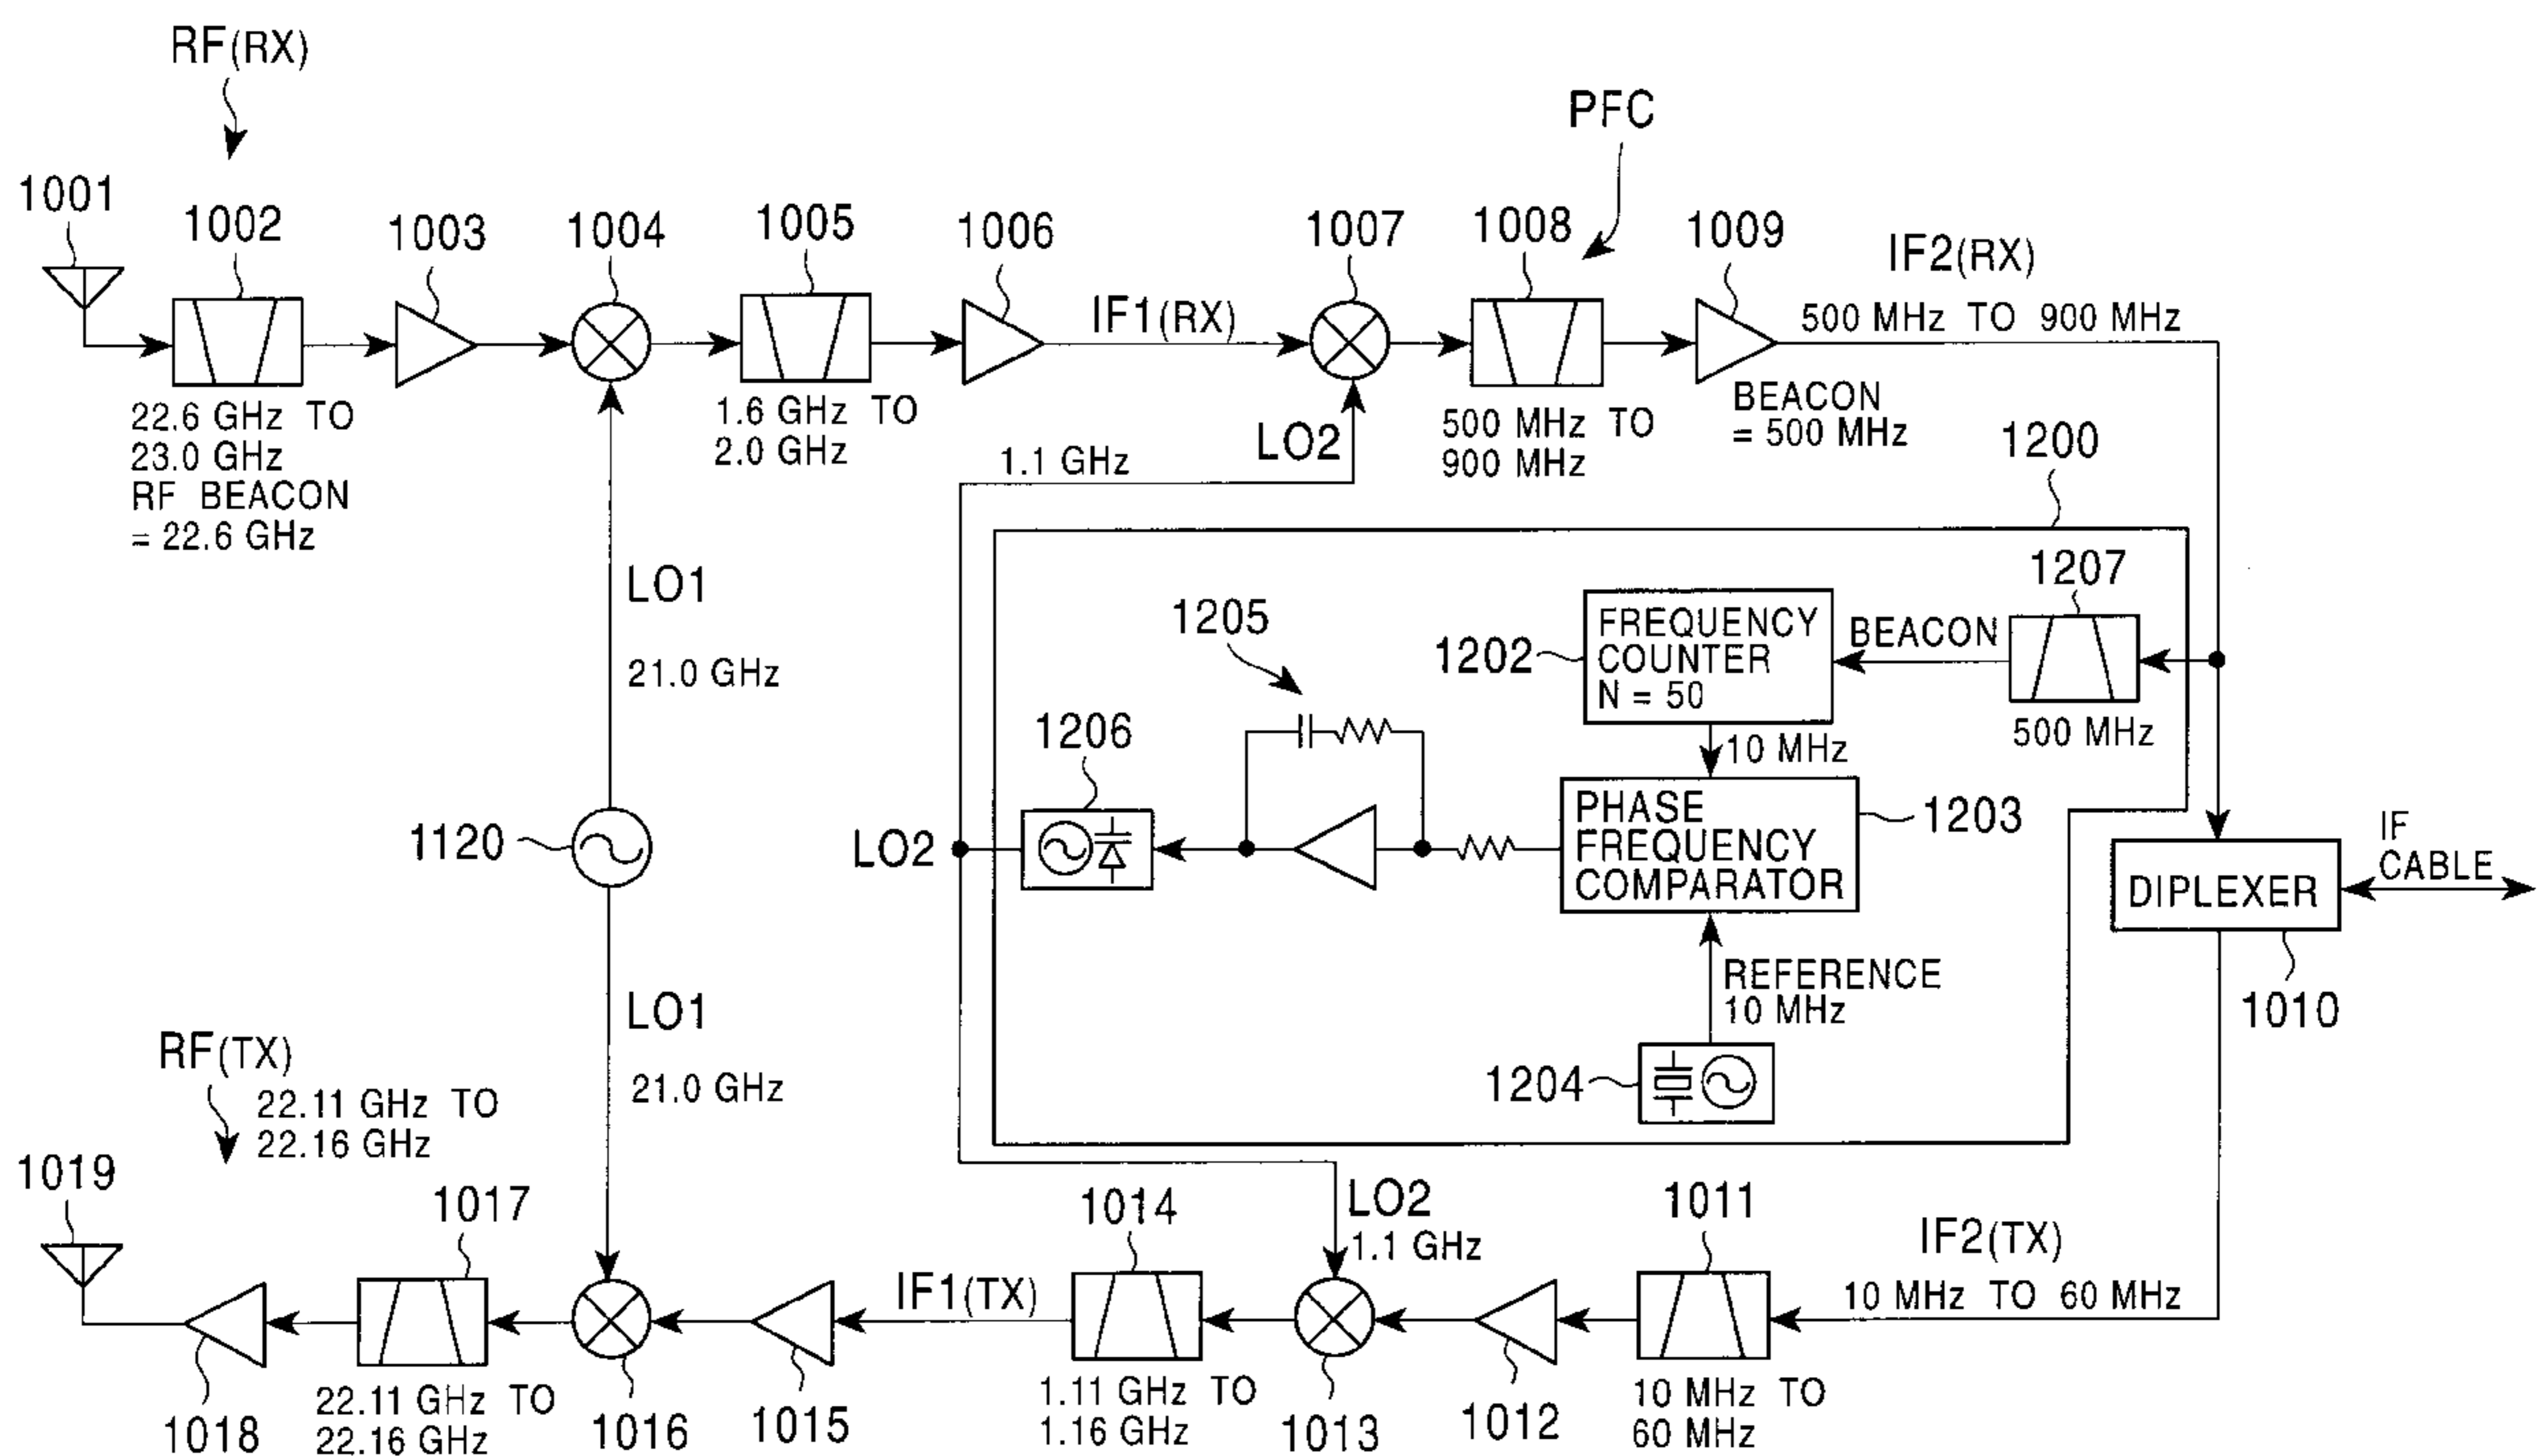 RF(RX)
PFC
1001
1002
1003
1004
1005
1006
1007
1008
1009
IF2(RX)
IF1(RX)
500 MHz TO 900 MHz
22.6 GHz TO
23.0 GHz
RF BEACON
= 22.6 GHz
1.6 GHz TO
2.0 GHz
1.1 GHz
LO2
500 MHz TO
900 MHz
BEACON
= 500 MHz
1200
LO1
21.0 GHz
1205
1202
FREQUENCY
COUNTER
N = 50
BEACON
1207
500 MHz
10 MHz
1206
1120
LO2
PHASE
FREQUENCY
COMPARATOR
1203
IF
CABLE
DIPLEXER
1010
REFERENCE
10 MHz
1204
LO1
21.0 GHz
RF(TX)
22.11 GHz TO
22.16 GHz
1019
1017
1014
LO2
1.1 GHz
1011
IF2(TX)
10 MHz TO 60 MHz
IF1(TX)
1018
22.11 GHz TO
22.16 GHz
1016
1015
1.11 GHz TO
1.16 GHz
1013
1012
10 MHz TO
60 MHz